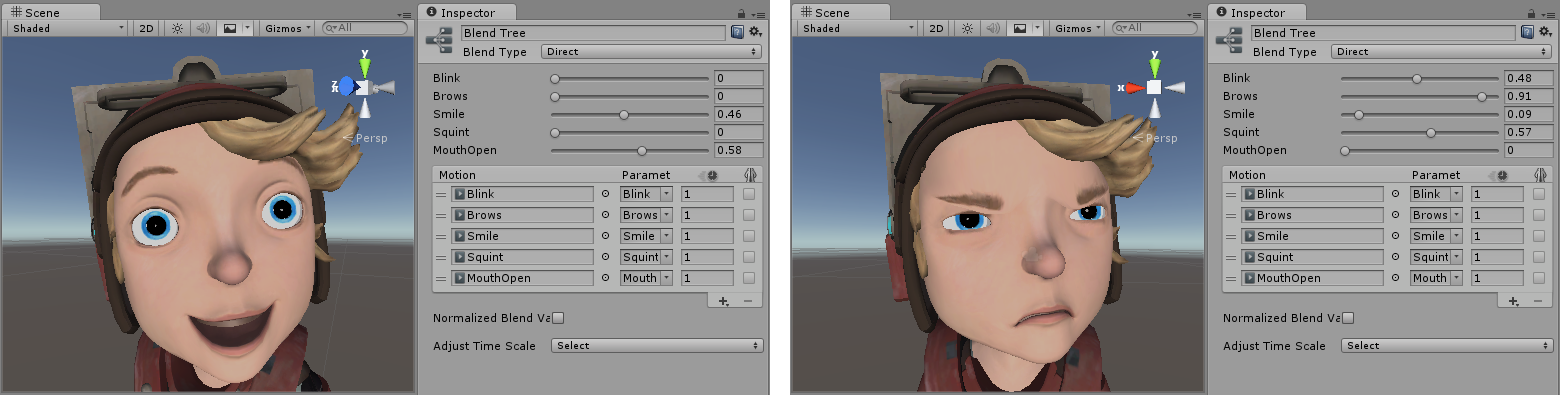 Scene
Shaded 2D Gizmos All
y
z
Persp
Inspector
Blend Tree
Blend Type Direct
Blink 0
Brows 0
Smile 0.46
Squint 0
MouthOpen 0.58
Motion Paramet
Blink Blink 1
Brows Brows 1
Smile Smile 1
Squint Squint 1
MouthOpen Mouth 1
Normalized Blend Va
Adjust Time Scale Select
Scene
Shaded 2D Gizmos All
y
x
Persp
Inspector
Blend Tree
Blend Type Direct
Blink 0.48
Brows 0.91
Smile 0.09
Squint 0.57
MouthOpen 0
Motion Paramet
Blink Blink 1
Brows Brows 1
Smile Smile 1
Squint Squint 1
MouthOpen Mouth 1
Normalized Blend Va
Adjust Time Scale Select